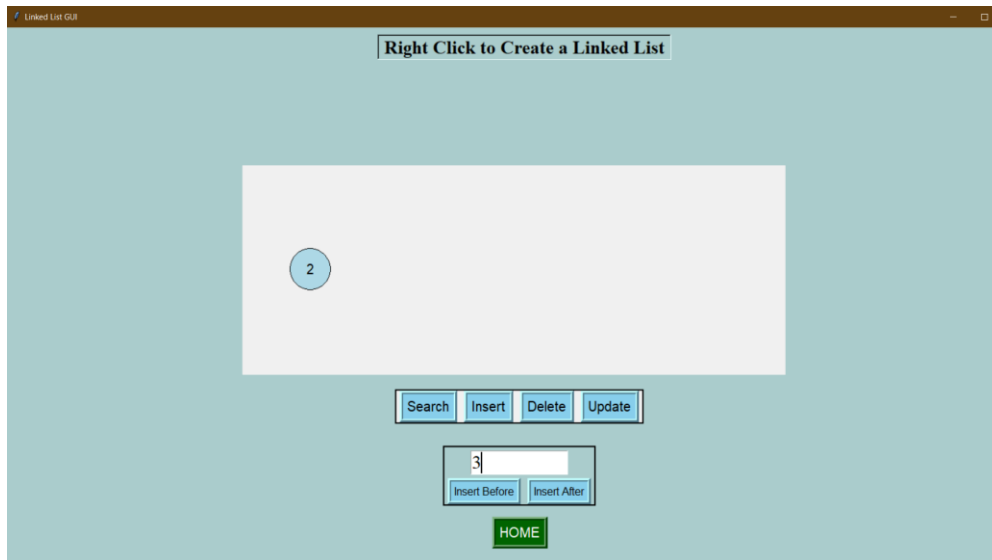 Linked List GUI
Right Click to Create a Linked List
2
Search Insert Delete Update
3
Insert Before Insert After
HOME